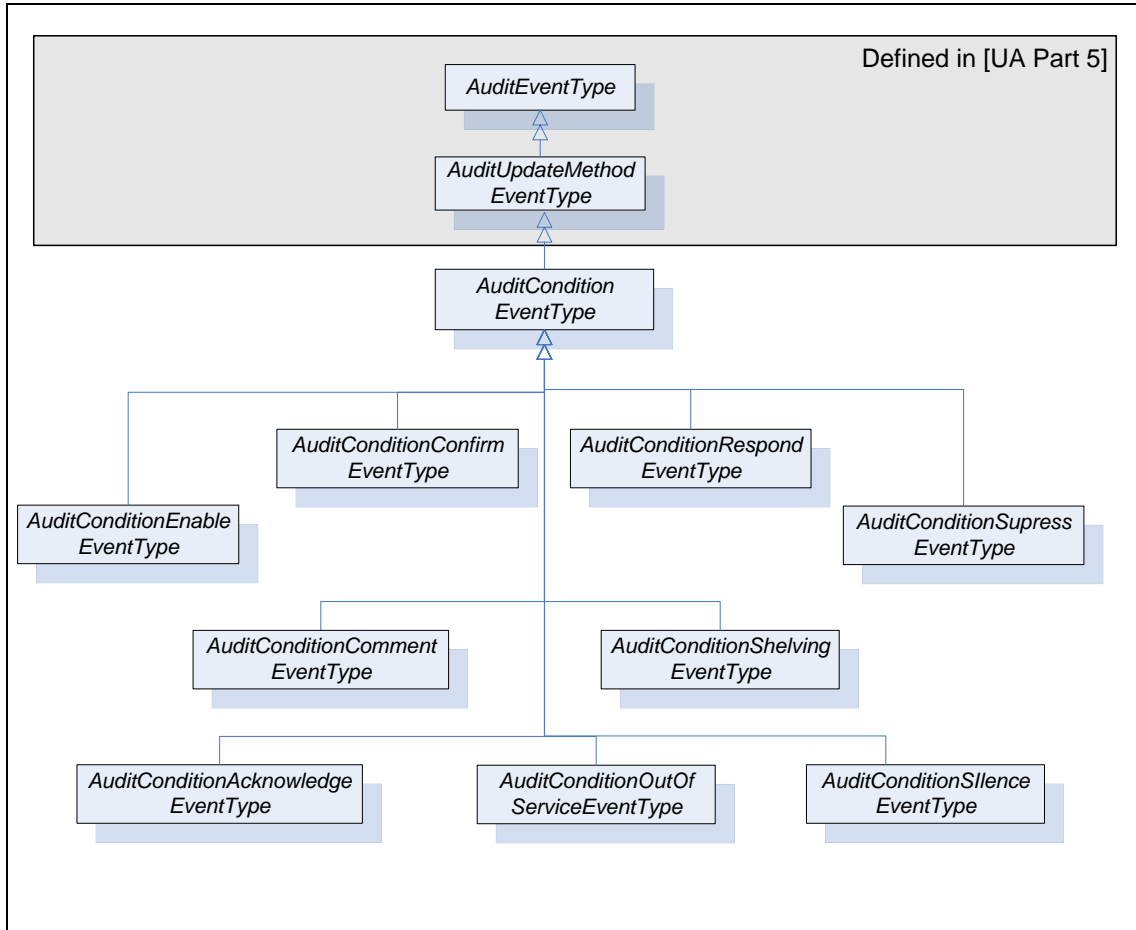 Defined in [UA Part 5]
AuditEventType
AuditUpdateMethod
EventType
AuditCondition
EventType
AuditConditionConfirm
EventType
AuditConditionRespond
EventType
AuditConditionEnable
EventType
AuditConditionSupress
EventType
AuditConditionComment
EventType
AuditConditionShelving
EventType
AuditConditionAcknowledge
EventType
AuditConditionOutOf
ServiceEventType
AuditConditionSIlence
EventType